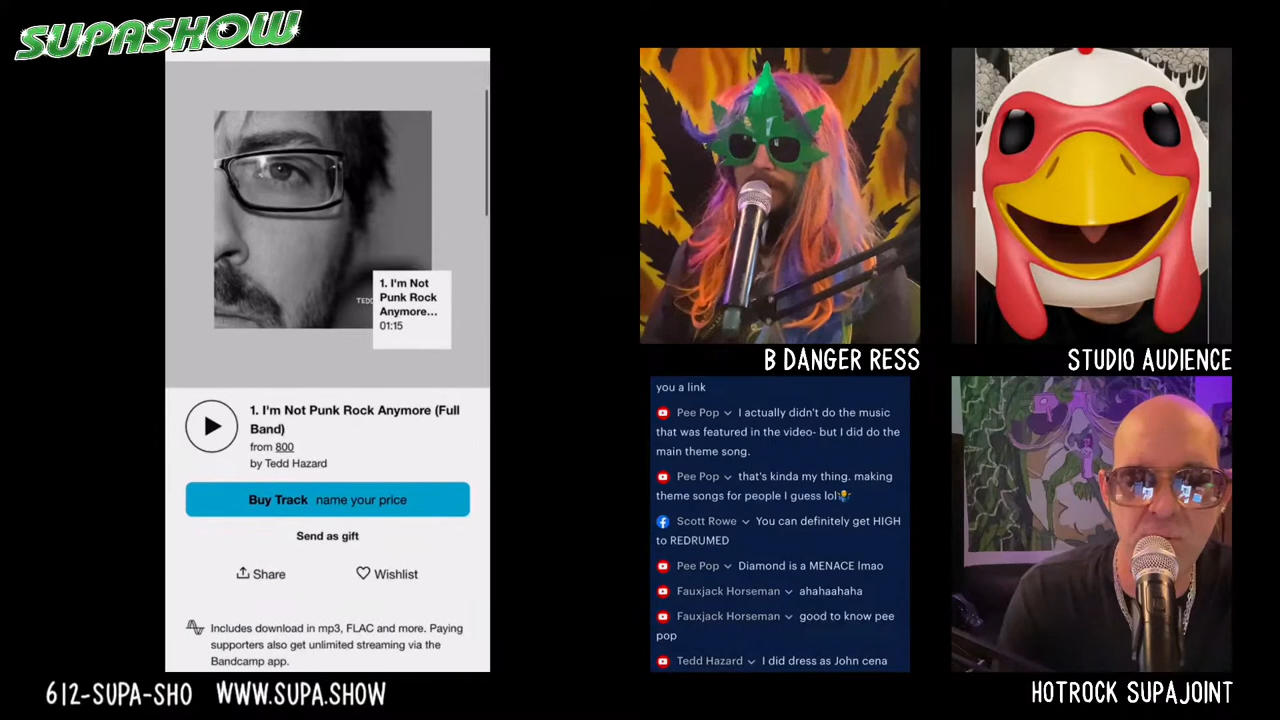 SUPASHOW
TEDD
1. I'm Not
Punk Rock
Anymore...
01:15
1. I'm Not Punk Rock Anymore (Full
Band)
from 800
by Tedd Hazard
Buy Track name your price
Send as gift
Share
Wishlist
Includes download in mp3, FLAC and more. Paying
supporters also get unlimited streaming via the
Bandcamp app.
B DANGER RESS
STUDIO AUDIENCE
you a link
Pee Pop I actually didn't do the music
that was featured in the video- but I did do the
main theme song.
Pee Pop that's kinda my thing. making
theme songs for people I guess lol
Scott Rowe You can definitely get HIGH
to REDRUMED
Pee Pop Diamond is a MENACE lmao
Fauxjack Horseman ahahaahaha
Fauxjack Horseman good to know pee
pop
Tedd Hazard I did dress as John cena
612-SUPA-SHO WWW.SUPA.SHOW
HOTROCK SUPAJOINT